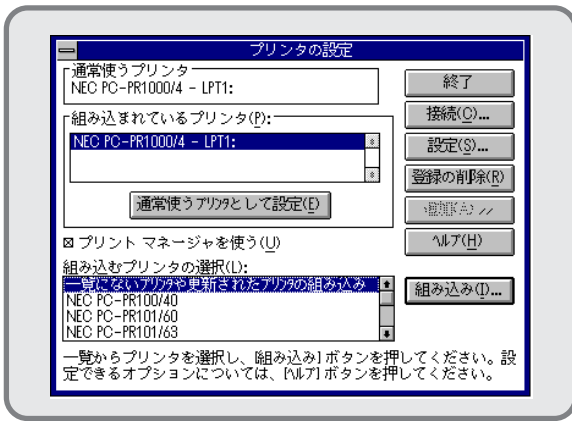 プリンタの設定
通常使うプリンタ
NEC PC-PR1000/4 - LPT1:
終了
組み込まれているプリンタ(P):
接続(C)...
NEC PC-PR1000/4 - LPT1:
設定(S)...
登録の削除(R)
通常使うプリンタとして設定(E)
追加(A) >>
プリント マネージャを使う(U)
ヘルプ(H)
組み込むプリンタの選択(L):
一覧にないプリンタや更新されたプリンタの組み込み
組み込み(I)...
NEC PC-PR100/40
NEC PC-PR101/60
NEC PC-PR101/63
一覧からプリンタを選択し、[組み込み] ボタンを押してください。設
定できるオプションについては、[ヘルプ] ボタンを押してください。